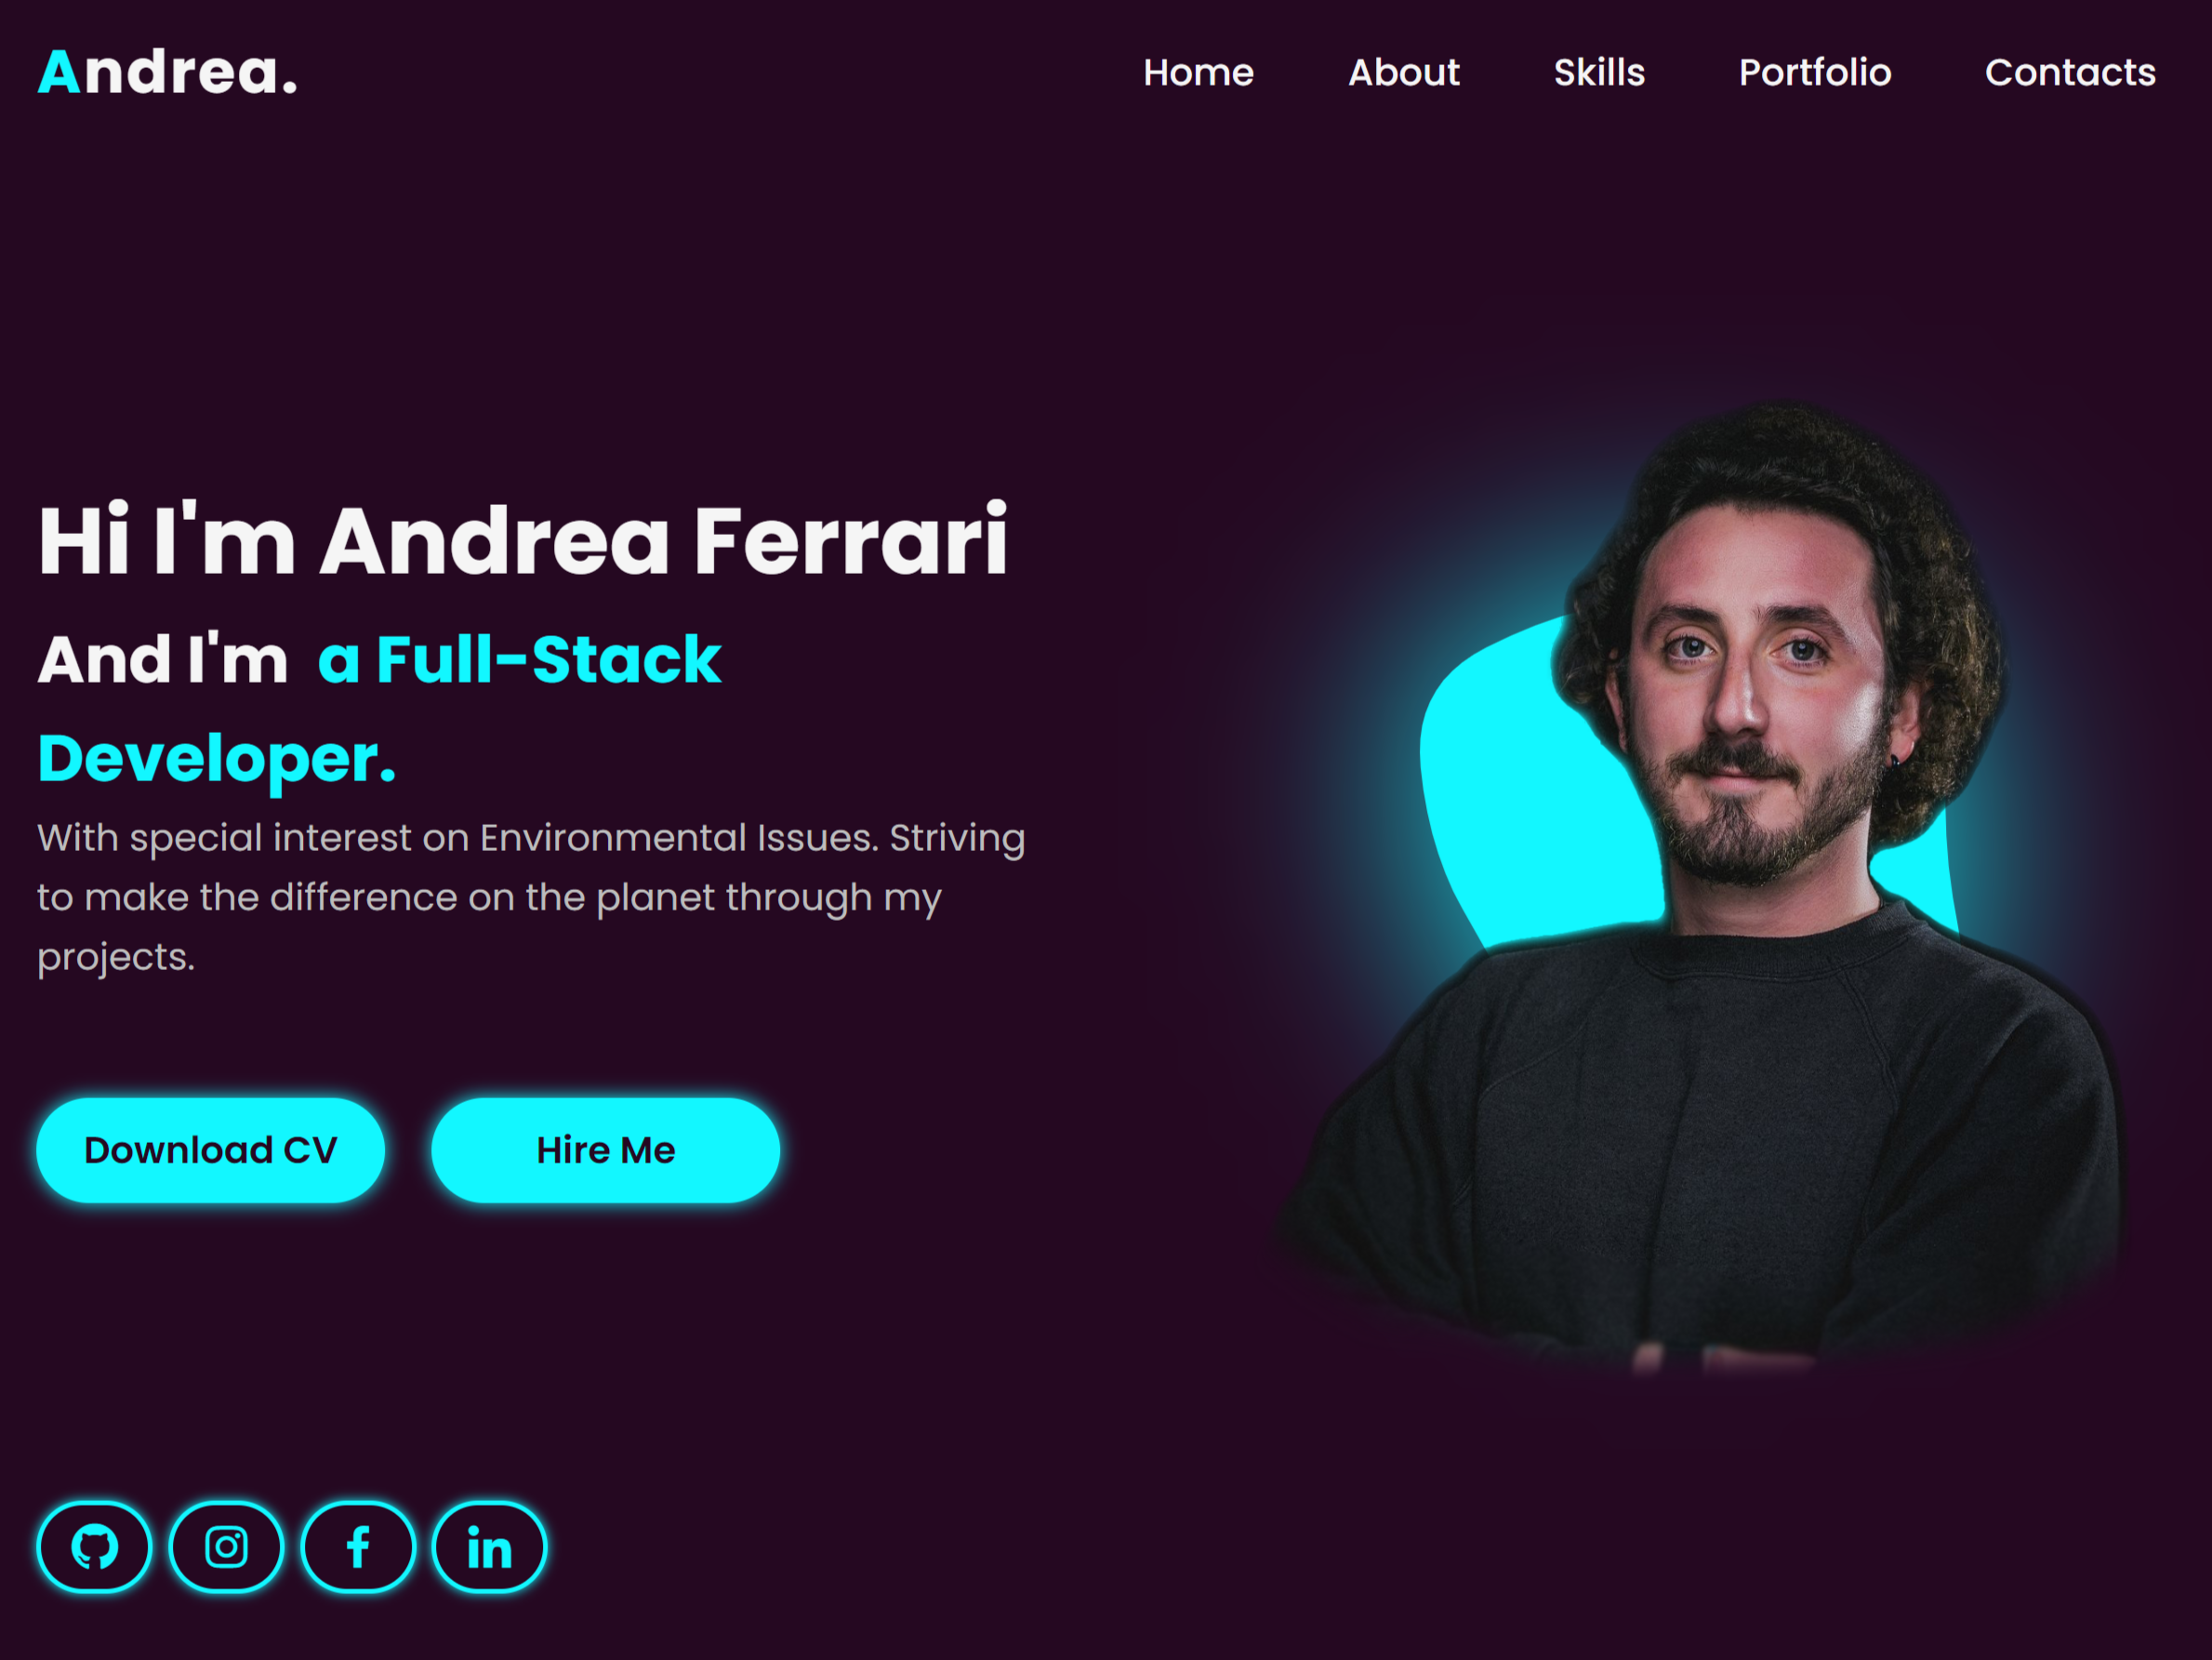 Andrea.
Home About Skills Portfolio Contacts
Hi I'm Andrea Ferrari
And I'm a Full-Stack
Developer.
With special interest on Environmental Issues. Striving
to make the difference on the planet through my
projects.
Download CV
Hire Me